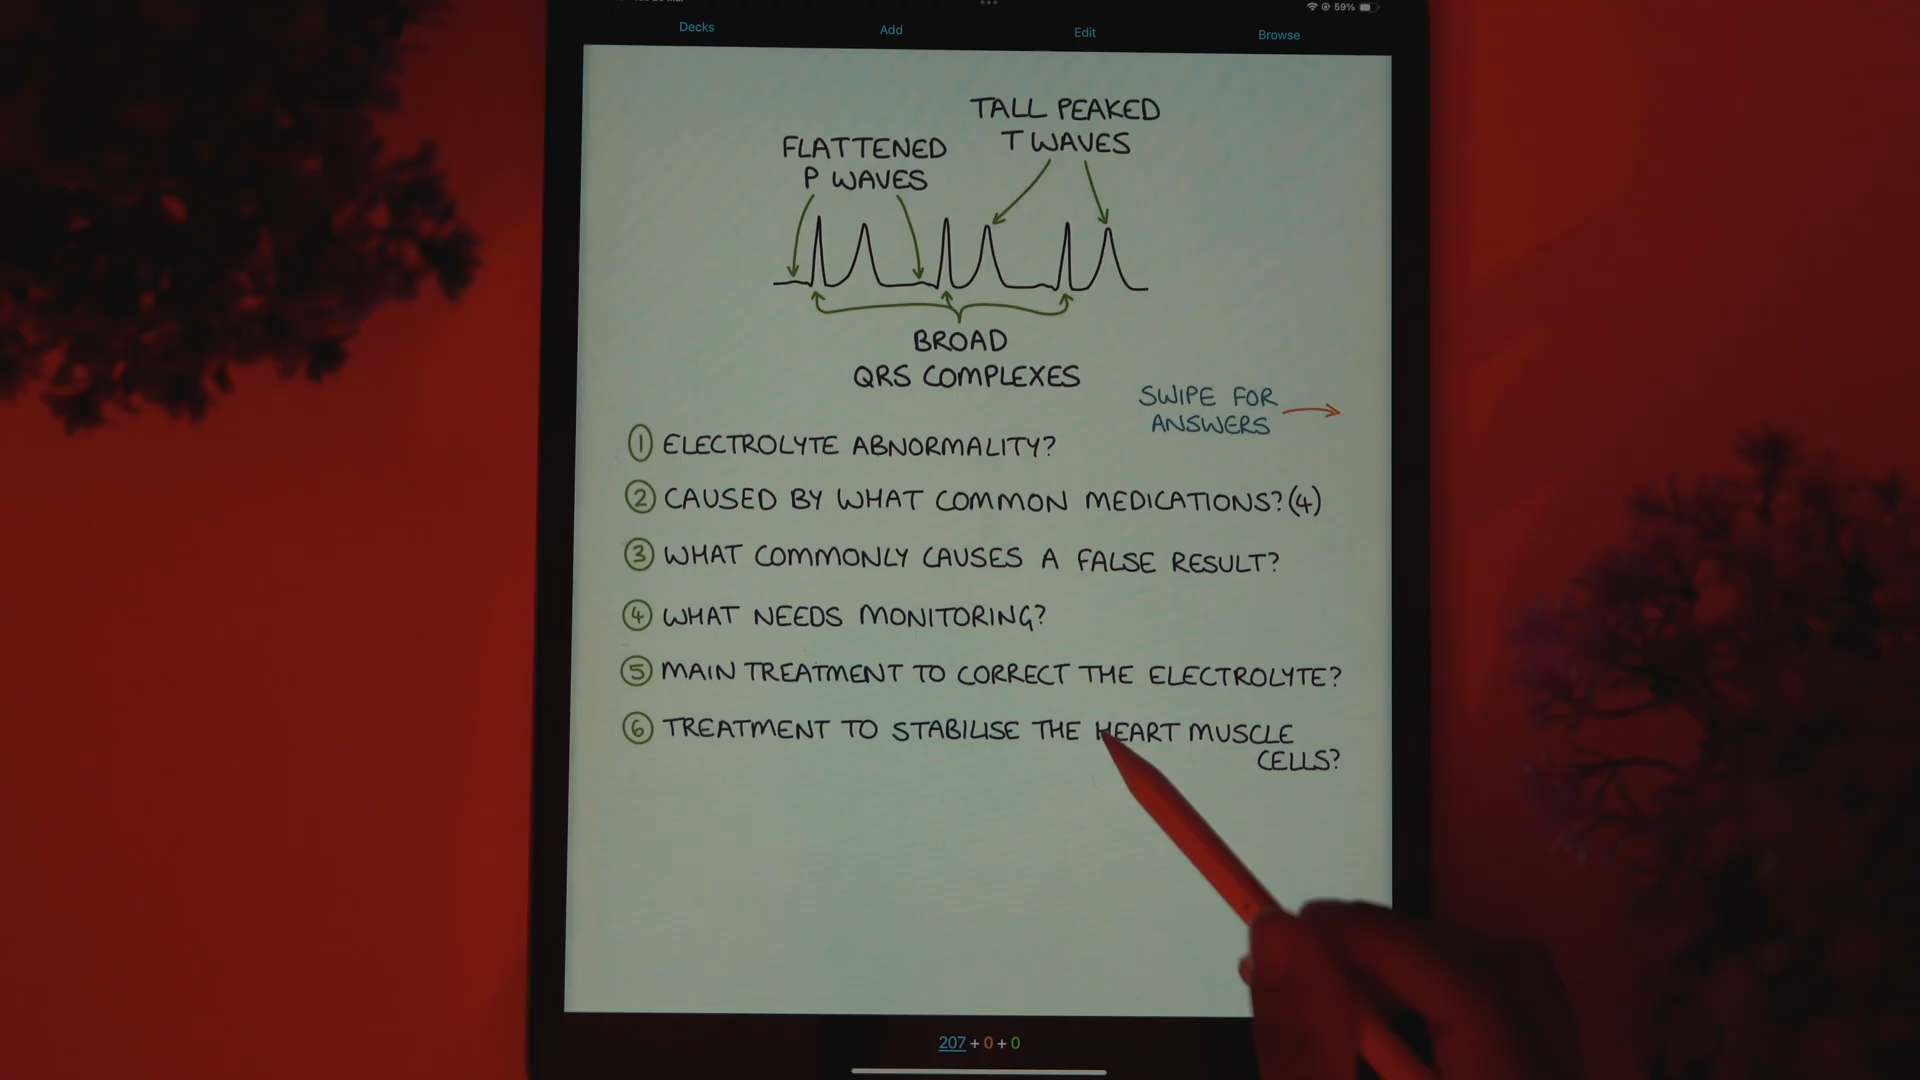 59%
Decks
Add
Edit
Browse
TALL PEAKED
T WAVES
FLATTENED
P WAVES
BROAD
QRS COMPLEXES
SWIPE FOR
ANSWERS
1 ELECTROLYTE ABNORMALITY?
2 CAUSED BY WHAT COMMON MEDICATIONS? (4)
3 WHAT COMMONLY CAUSES A FALSE RESULT?
4 WHAT NEEDS MONITORING?
5 MAIN TREATMENT TO CORRECT THE ELECTROLYTE?
6 TREATMENT TO STABILISE THE HEART MUSCLE
CELLS?
207 + 0 + 0